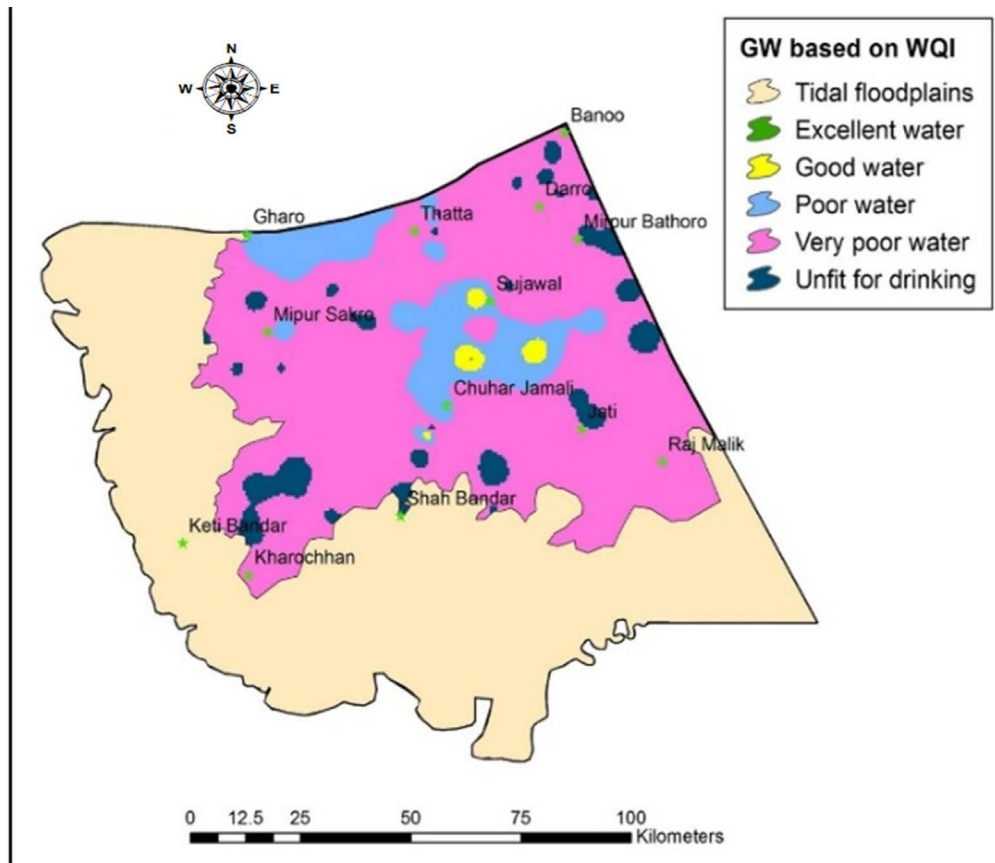 N
W E
S
GW based on WQI
Tidal floodplains
Excellent water
Good water
Poor water
Very poor water
Unfit for drinking
Banoo
Darro
Gharo
Thatta
Mirpur Bathoro
Sujawal
Mipur Sakro
Chuhar Jamali
Jati
Raj Malik
Shah Bandar
Keti Bandar
Kharochhan
0 12.5 25 50 75 100
Kilometers